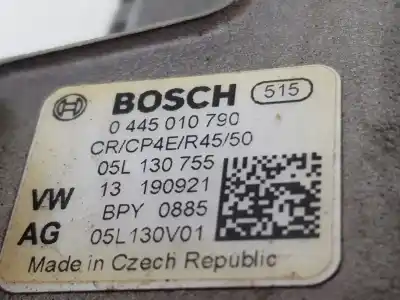 BOSCH 515
0 445 010 790
CR/CP4E/R45/50
05L 130 755
VW 13 190921
BPY 0885
AG 05L130V01
Made in Czech Republic